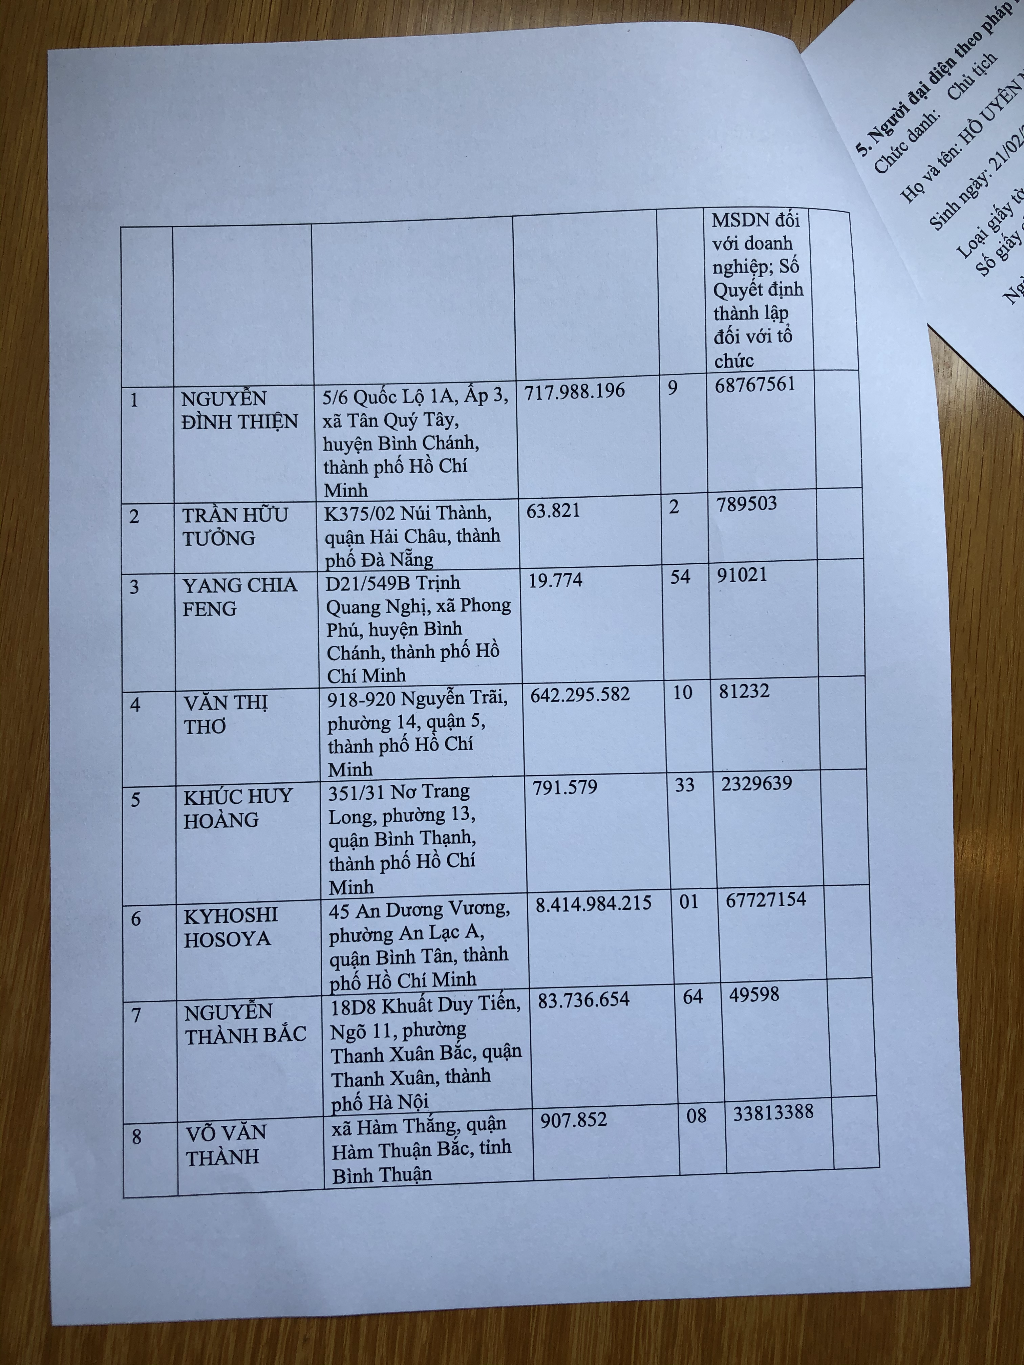 MSDN đối
với doanh
nghiệp; Số
Quyết định
thành lập
đối với tổ
chức
1
NGUYỄN
ĐÌNH THIỆN
5/6 Quốc Lộ 1A, Ấp 3,
xã Tân Quý Tây,
huyện Bình Chánh,
thành phố Hồ Chí
Minh
717.988.196
9
68767561
2
TRẦN HỮU
TƯỞNG
K375/02 Núi Thành,
quận Hải Châu, thành
phố Đà Nẵng
63.821
2
789503
3
YANG CHIA
FENG
D21/549B Trịnh
Quang Nghị, xã Phong
Phú, huyện Bình
Chánh, thành phố Hồ
Chí Minh
19.774
54
91021
4
VĂN THỊ
THƠ
918-920 Nguyễn Trãi,
phường 14, quận 5,
thành phố Hồ Chí
Minh
642.295.582
10
81232
5
KHÚC HUY
HOÀNG
351/31 Nơ Trang
Long, phường 13,
quận Bình Thạnh,
thành phố Hồ Chí
Minh
791.579
33
2329639
6
KYHOSHI
HOSOYA
45 An Dương Vương,
phường An Lạc A,
quận Bình Tân, thành
phố Hồ Chí Minh
8.414.984.215
01
67727154
7
NGUYỄN
THÀNH BẮC
18D8 Khuất Duy Tiến,
Ngõ 11, phường
Thanh Xuân Bắc, quận
Thanh Xuân, thành
phố Hà Nội
83.736.654
64
49598
8
VÕ VĂN
THÀNH
xã Hàm Thắng, quận
Hàm Thuận Bắc, tỉnh
Bình Thuận
907.852
08
33813388
5. Người đại diện theo pháp
Chức danh: Chủ tịch
Họ và tên: HỒ UYÊN
Sinh ngày: 21/02/
Loại giấy tờ
Số giấy